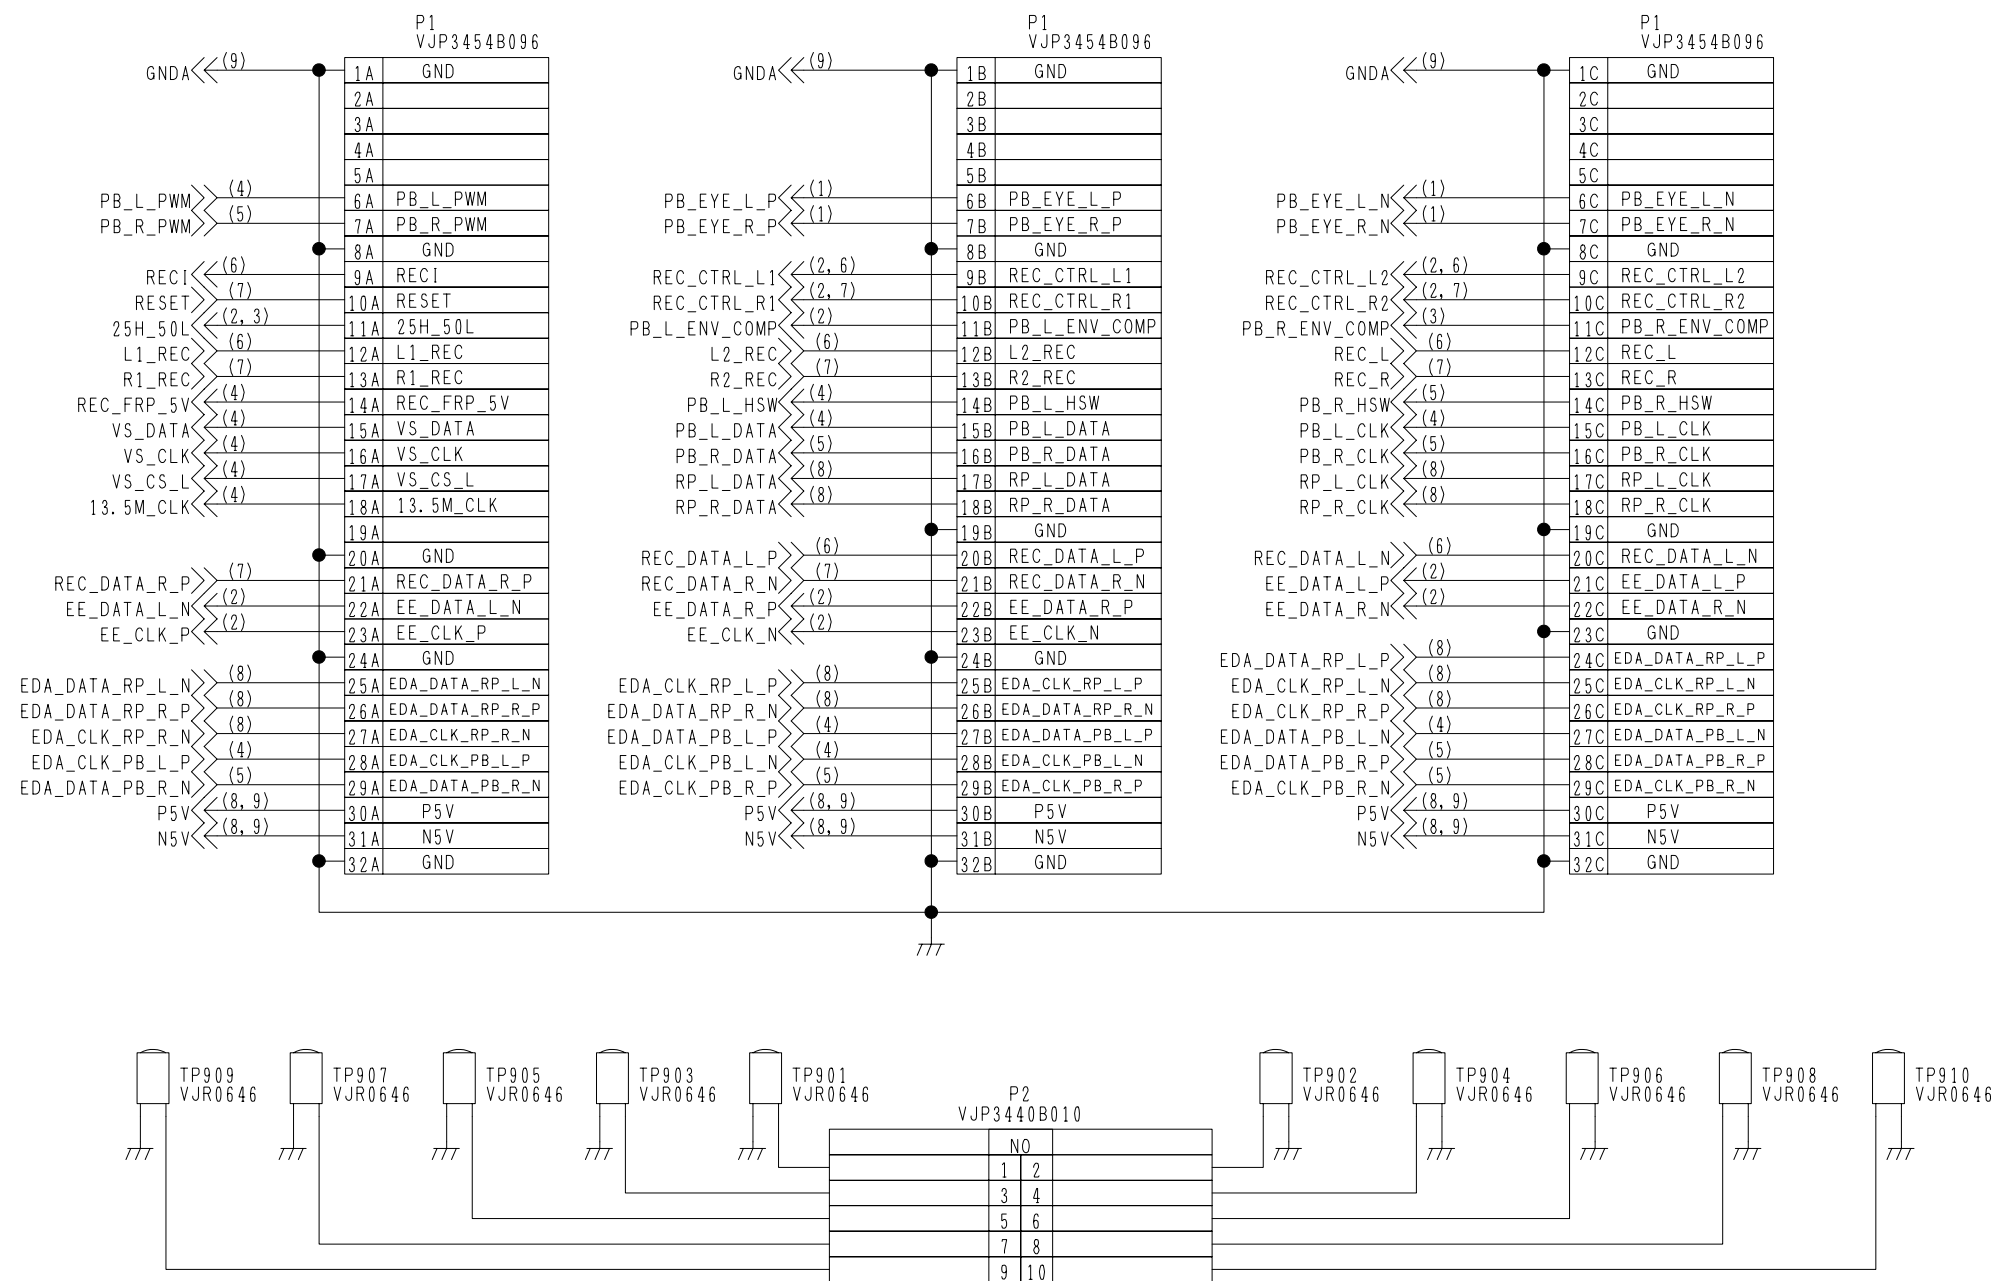 P1
VJP3454B096
GNDA (9) 1A GND
2A
3A
4A
5A
PB_L_PWM (4) 6A PB_L_PWM
PB_R_PWM (5) 7A PB_R_PWM
8A GND
RECI (6) 9A RECI
RESET (7) 10A RESET
25H_50L (2, 3) 11A 25H_50L
L1_REC (6) 12A L1_REC
R1_REC (7) 13A R1_REC
REC_FRP_5V (4) 14A REC_FRP_5V
VS_DATA (4) 15A VS_DATA
VS_CLK (4) 16A VS_CLK
VS_CS_L (4) 17A VS_CS_L
13.5M_CLK (4) 18A 13.5M_CLK
19A
20A GND
REC_DATA_R_P (7) 21A REC_DATA_R_P
EE_DATA_L_N (2) 22A EE_DATA_L_N
EE_CLK_P (2) 23A EE_CLK_P
24A GND
EDA_DATA_RP_L_N (8) 25A EDA_DATA_RP_L_N
EDA_DATA_RP_R_P (8) 26A EDA_DATA_RP_R_P
EDA_CLK_RP_R_N (8) 27A EDA_CLK_RP_R_N
EDA_CLK_PB_L_P (4) 28A EDA_CLK_PB_L_P
EDA_DATA_PB_R_N (5) 29A EDA_DATA_PB_R_N
P5V (8, 9) 30A P5V
N5V (8, 9) 31A N5V
32A GND
P1
VJP3454B096
GNDA (9) 1B GND
2B
3B
4B
5B
PB_EYE_L_P (1) 6B PB_EYE_L_P
PB_EYE_R_P (1) 7B PB_EYE_R_P
8B GND
REC_CTRL_L1 (2, 6) 9B REC_CTRL_L1
REC_CTRL_R1 (2, 7) 10B REC_CTRL_R1
PB_L_ENV_COMP (2) 11B PB_L_ENV_COMP
L2_REC (6) 12B L2_REC
R2_REC (7) 13B R2_REC
PB_L_HSW (4) 14B PB_L_HSW
PB_L_DATA (4) 15B PB_L_DATA
PB_R_DATA (5) 16B PB_R_DATA
RP_L_DATA (8) 17B RP_L_DATA
RP_R_DATA (8) 18B RP_R_DATA
19B GND
REC_DATA_L_P (6) 20B REC_DATA_L_P
REC_DATA_R_N (7) 21B REC_DATA_R_N
EE_DATA_R_P (2) 22B EE_DATA_R_P
EE_CLK_N (2) 23B EE_CLK_N
24B GND
EDA_CLK_RP_L_P (8) 25B EDA_CLK_RP_L_P
EDA_DATA_RP_R_N (8) 26B EDA_DATA_RP_R_N
EDA_DATA_PB_L_P (4) 27B EDA_DATA_PB_L_P
EDA_CLK_PB_L_N (4) 28B EDA_CLK_PB_L_N
EDA_CLK_PB_R_P (5) 29B EDA_CLK_PB_R_P
P5V (8, 9) 30B P5V
N5V (8, 9) 31B N5V
32B GND
P1
VJP3454B096
GNDA (9) 1C GND
2C
3C
4C
5C
PB_EYE_L_N (1) 6C PB_EYE_L_N
PB_EYE_R_N (1) 7C PB_EYE_R_N
8C GND
REC_CTRL_L2 (2, 6) 9C REC_CTRL_L2
REC_CTRL_R2 (2, 7) 10C REC_CTRL_R2
PB_R_ENV_COMP (3) 11C PB_R_ENV_COMP
REC_L (6) 12C REC_L
REC_R (7) 13C REC_R
PB_R_HSW (5) 14C PB_R_HSW
PB_L_CLK (4) 15C PB_L_CLK
PB_R_CLK (5) 16C PB_R_CLK
RP_L_CLK (8) 17C RP_L_CLK
RP_R_CLK (8) 18C RP_R_CLK
19C GND
REC_DATA_L_N (6) 20C REC_DATA_L_N
EE_DATA_L_P (2) 21C EE_DATA_L_P
EE_DATA_R_N (2) 22C EE_DATA_R_N
23C GND
EDA_DATA_RP_L_P (8) 24C EDA_DATA_RP_L_P
EDA_CLK_RP_L_N (8) 25C EDA_CLK_RP_L_N
EDA_CLK_RP_R_P (8) 26C EDA_CLK_RP_R_P
EDA_DATA_PB_L_N (4) 27C EDA_DATA_PB_L_N
EDA_DATA_PB_R_P (5) 28C EDA_DATA_PB_R_P
EDA_CLK_PB_R_N (5) 29C EDA_CLK_PB_R_N
P5V (8, 9) 30C P5V
N5V (8, 9) 31C N5V
32C GND
TP909
VJR0646
TP907
VJR0646
TP905
VJR0646
TP903
VJR0646
TP901
VJR0646
P2
VJP3440B010
NO
1 2
3 4
5 6
7 8
9 10
TP902
VJR0646
TP904
VJR0646
TP906
VJR0646
TP908
VJR0646
TP910
VJR0646